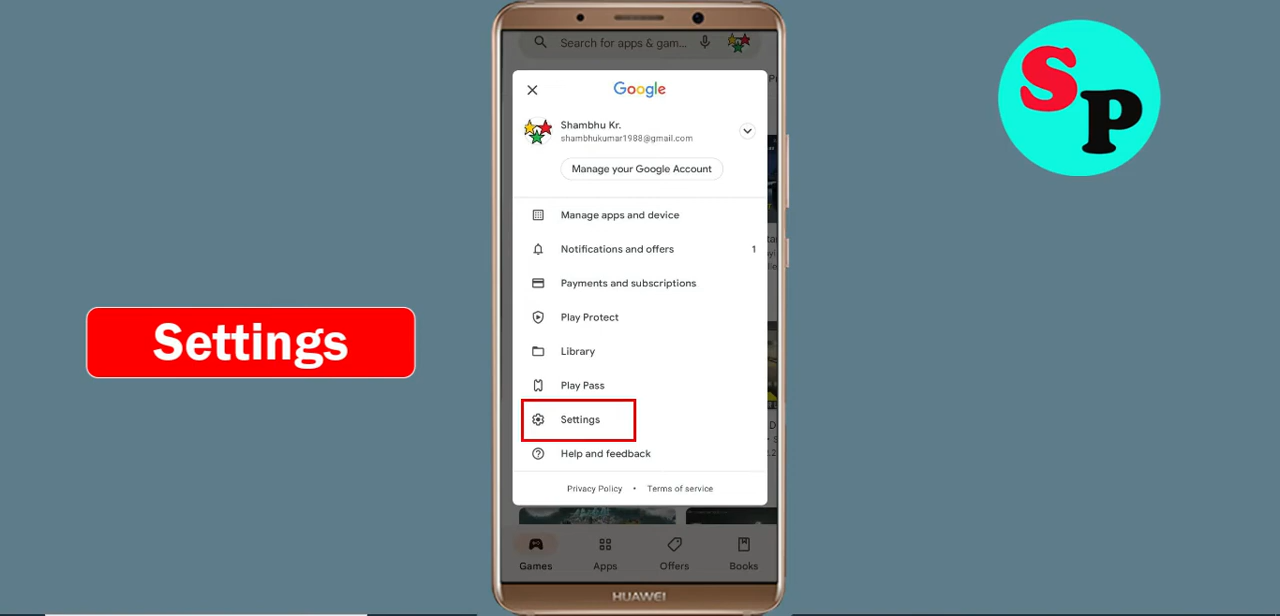 Search for apps & gam...
Google
Shambhu Kr.
shambhukumar1988@gmail.com
Manage your Google Account
Manage apps and device
Notifications and offers 1
Payments and subscriptions
Play Protect
Library
Play Pass
Settings
Help and feedback
Privacy Policy • Terms of service
Games Apps Offers Books
HUAWEI
Settings
SP